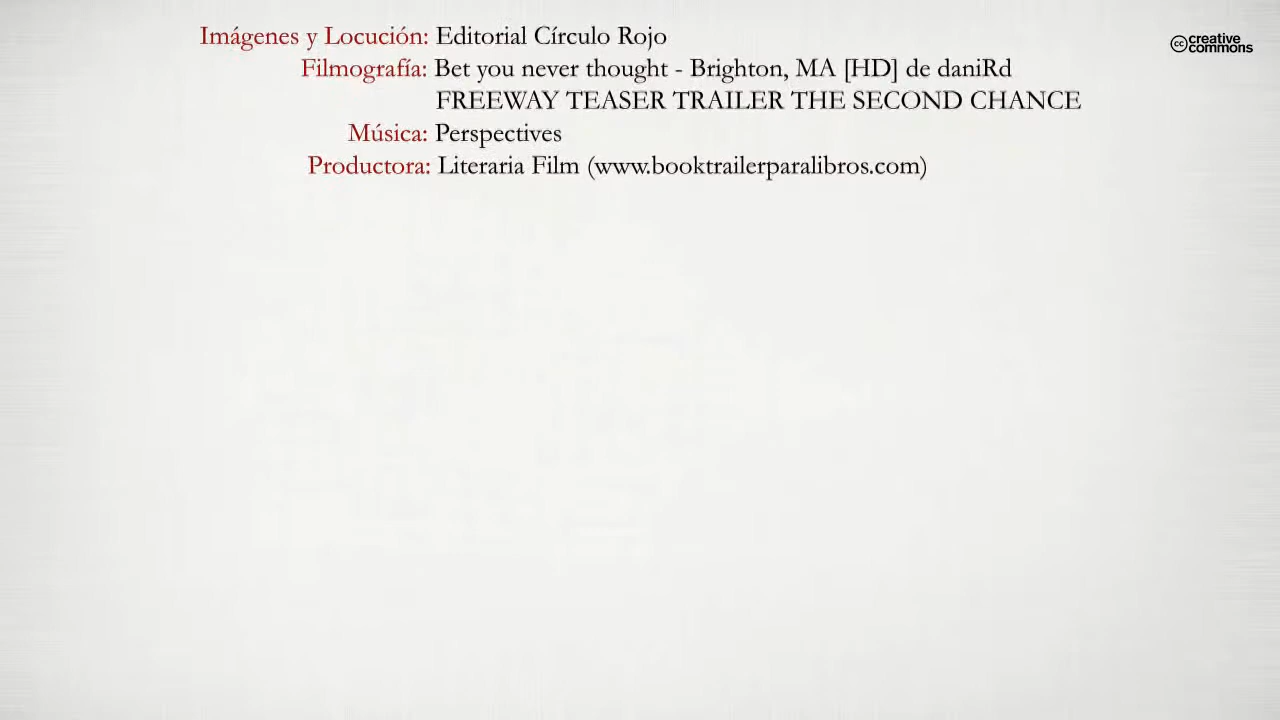 Imágenes y Locución: Editorial Círculo Rojo
Filmografía: Bet you never thought - Brighton, MA [HD] de daniRd
FREEWAY TEASER TRAILER THE SECOND CHANCE
Música: Perspectives
Productora: Literaria Film (www.booktrailerparalibros.com)
cc creative
commons